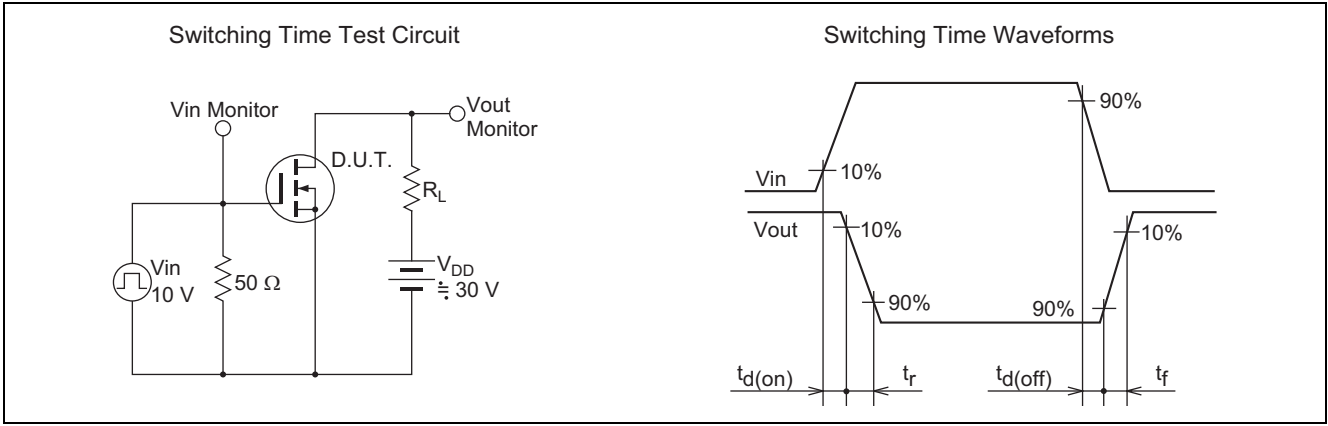 Switching Time Test Circuit
Vin Monitor
Vout
Monitor
D.U.T.
RL
Vin
10 V
50 Ω
VDD
≒ 30 V
Switching Time Waveforms
Vin
Vout
10%
90%
10%
90%
90%
10%
td(on)
tr
td(off)
tf